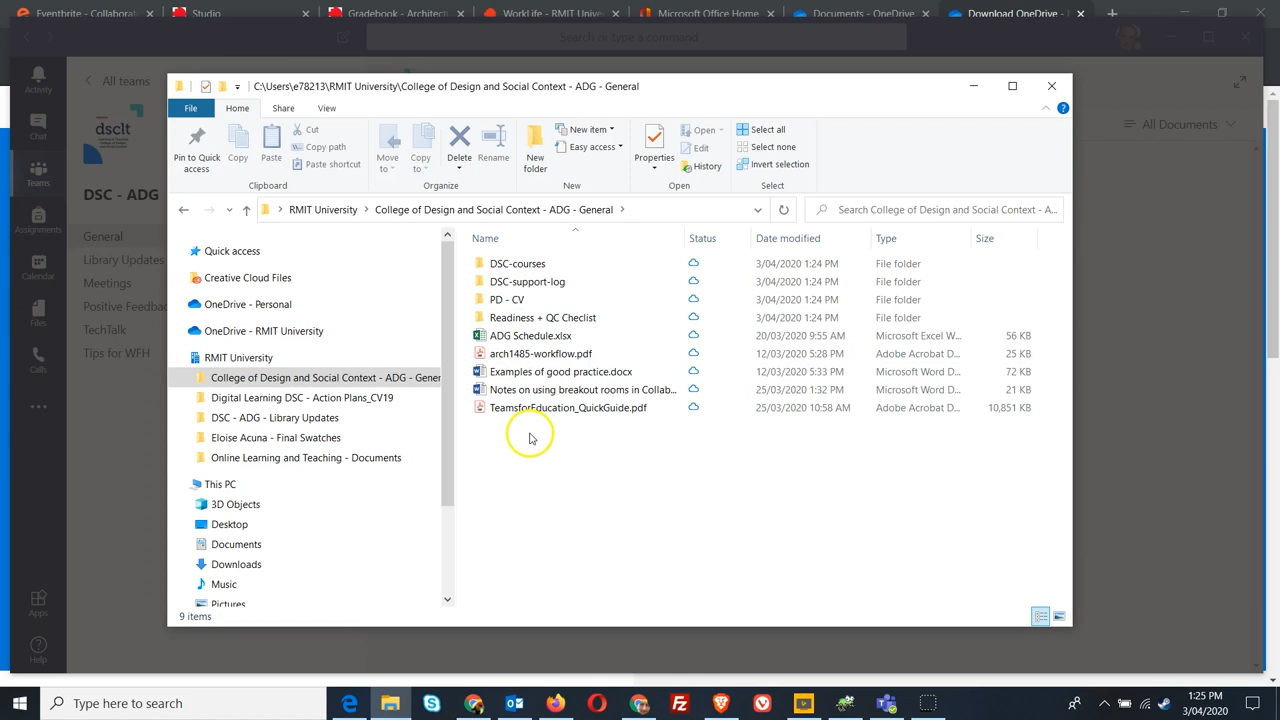 RMIT
Gradebook -
Microsoft Office Home
Documents
Download OneDrive
Search or type a command
Activity
Chat
Teams
Assignments
Calendar
Files
Calls
Apps
Help
All teams
dsclt
DSC - ADG
General
Library Updates
Meetings
Positive Feedbac
TechTalk
Tips for WFH
All Documents
C:\Users\e78213\RMIT University\College of Design and Social Context - ADG - General
File Home Share View
Pin to Quick access
Copy
Paste
Cut
Copy path
Paste shortcut
Clipboard
Move to
Copy to
Delete
Rename
Organize
New folder
New item
Easy access
New
Properties
Open
Edit
History
Open
Select all
Select none
Invert selection
Select
RMIT University > College of Design and Social Context - ADG - General >
Search College of Design and Social Context - A...
Quick access
Creative Cloud Files
OneDrive - Personal
OneDrive - RMIT University
RMIT University
College of Design and Social Context - ADG - Gener
Digital Learning DSC - Action Plans_CV19
DSC - ADG - Library Updates
Eloise Acuna - Final Swatches
Online Learning and Teaching - Documents
This PC
3D Objects
Desktop
Documents
Downloads
Music
Pictures
Name Status Date modified Type Size
DSC-courses 3/04/2020 1:24 PM File folder
DSC-support-log 3/04/2020 1:24 PM File folder
PD - CV 3/04/2020 1:24 PM File folder
Readiness + QC Checlist 3/04/2020 1:24 PM File folder
ADG Schedule.xlsx 20/03/2020 9:55 AM Microsoft Excel W... 56 KB
arch1485-workflow.pdf 12/03/2020 5:28 PM Adobe Acrobat D... 25 KB
Examples of good practice.docx 12/03/2020 5:33 PM Microsoft Word D... 72 KB
Notes on using breakout rooms in Collab... 25/03/2020 1:32 PM Microsoft Word D... 21 KB
TeamsforEducation_QuickGuide.pdf 25/03/2020 10:58 AM Adobe Acrobat D... 10,851 KB
9 items
Type here to search
1:25 PM
3/04/2020